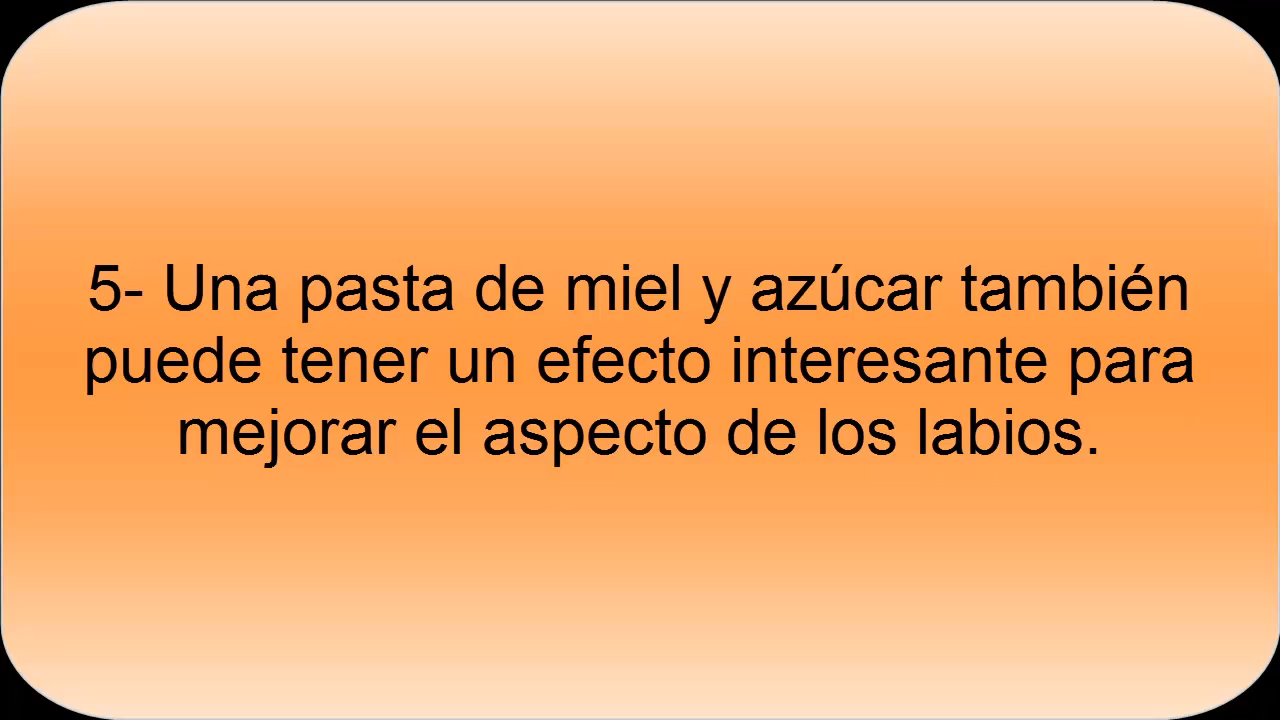 5- Una pasta de miel y azúcar también
puede tener un efecto interesante para
mejorar el aspecto de los labios.